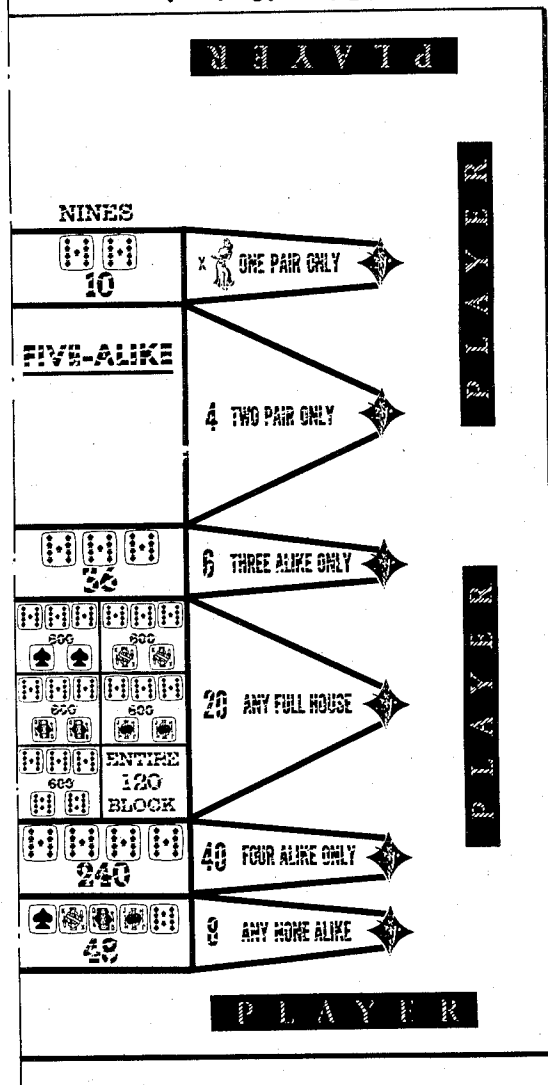 PLAYER
PLAYER
NINES
10
X ONE PAIR ONLY
FIVE-ALIKE
4 TWO PAIR ONLY
36
6 THREE ALIKE ONLY
PLAYER
600 600
600 600
20 ANY FULL HOUSE
600
ENTIRE
120
BLOCK
240
40 FOUR ALIKE ONLY
48
8 ANY NONE ALIKE
PLAYER